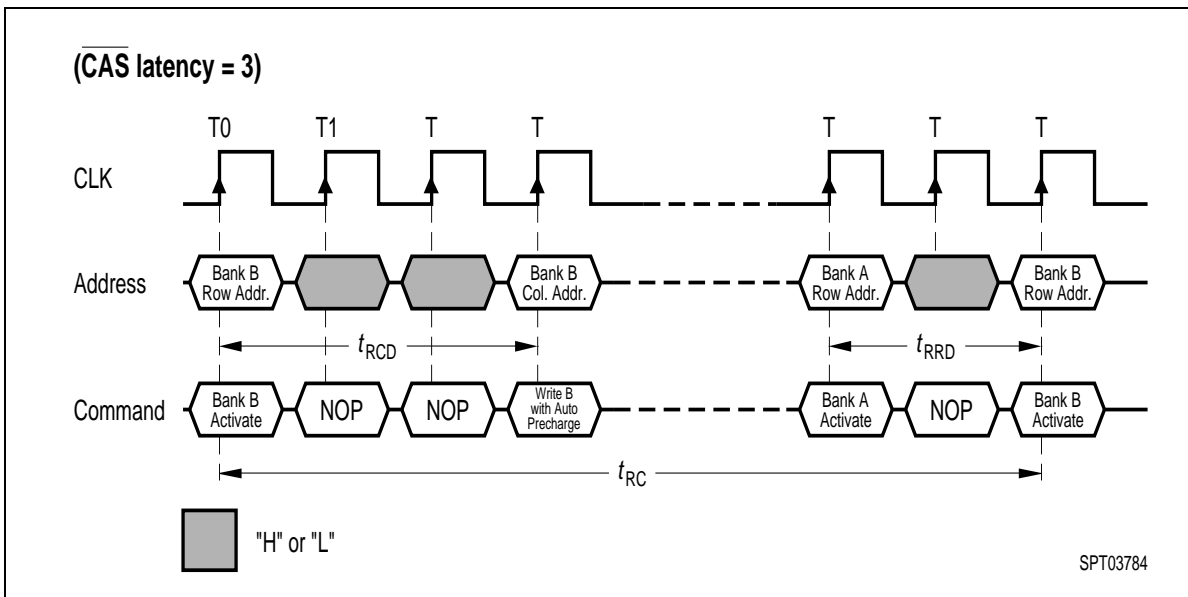 (CAS latency = 3)
T0 T1 T T T T T
CLK
Address
Bank B
Row Addr.
Bank B
Col. Addr.
Bank A
Row Addr.
Bank B
Row Addr.
tRCD
tRRD
Command
Bank B
Activate
NOP
NOP
Write B
with Auto
Precharge
Bank A
Activate
NOP
Bank B
Activate
tRC
"H" or "L"
SPT03784